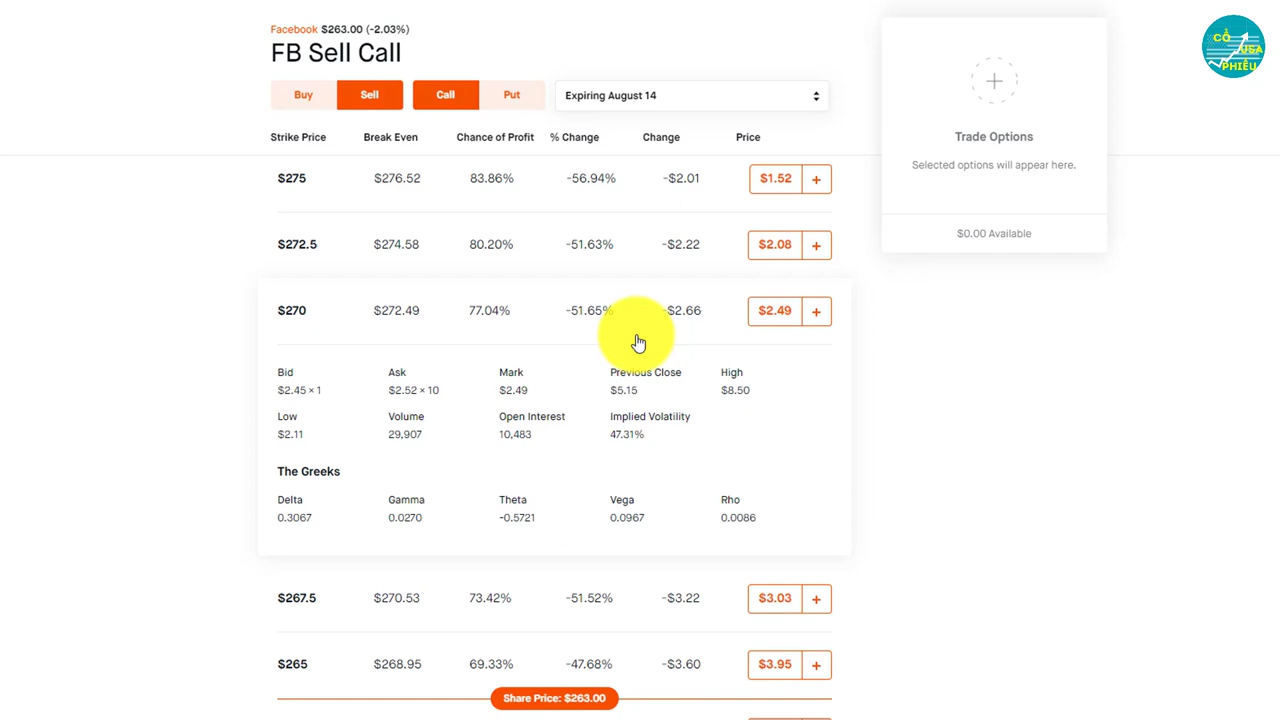 Facebook $263.00 (-2.03%)
FB Sell Call
Buy Sell Call Put Expiring August 14
Strike Price Break Even Chance of Profit % Change Change Price
$275 $276.52 83.86% -56.94% -$2.01 $1.52 +
$272.5 $274.58 80.20% -51.63% -$2.22 $2.08 +
$270 $272.49 77.04% -51.65% -$2.66 $2.49 +
Bid Ask Mark Previous Close High
$2.45 × 1 $2.52 × 10 $2.49 $5.15 $8.50
Low Volume Open Interest Implied Volatility
$2.11 29,907 10,483 47.31%
The Greeks
Delta Gamma Theta Vega Rho
0.3067 0.0270 -0.5721 0.0967 0.0086
$267.5 $270.53 73.42% -51.52% -$3.22 $3.03 +
$265 $268.95 69.33% -47.68% -$3.60 $3.95 +
Share Price: $263.00
Trade Options
Selected options will appear here.
$0.00 Available
CỔ
USA
PHIẾU